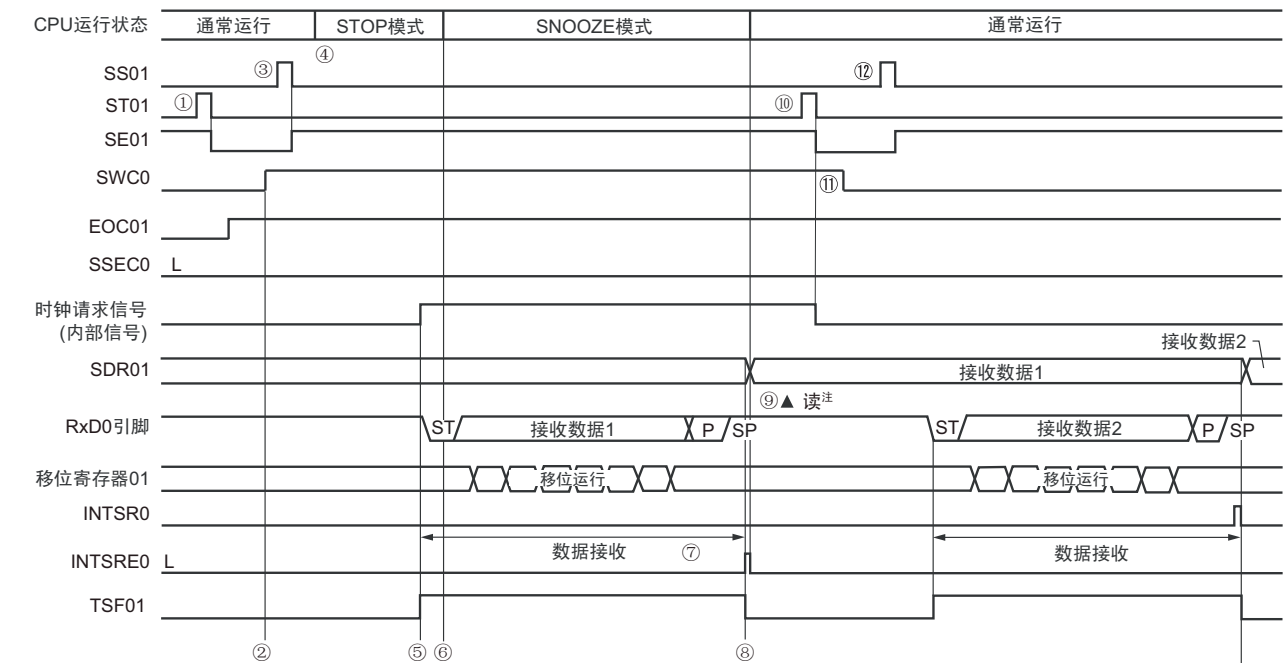 CPU运行状态 通常运行 STOP模式 SNOOZE模式 通常运行
④
SS01 ③ ⑫
ST01 ① ⑩
SE01
SWC0 ⑪
EOC01
SSEC0 L
时钟请求信号
(内部信号)
接收数据2
SDR01 接收数据1
⑨▲ 读注
RxD0引脚 ST 接收数据1 P SP ST 接收数据2 P SP
移位寄存器01 移位运行 移位运行
INTSR0
数据接收 ⑦ 数据接收
INTSRE0 L
TSF01
② ⑤ ⑥ ⑧